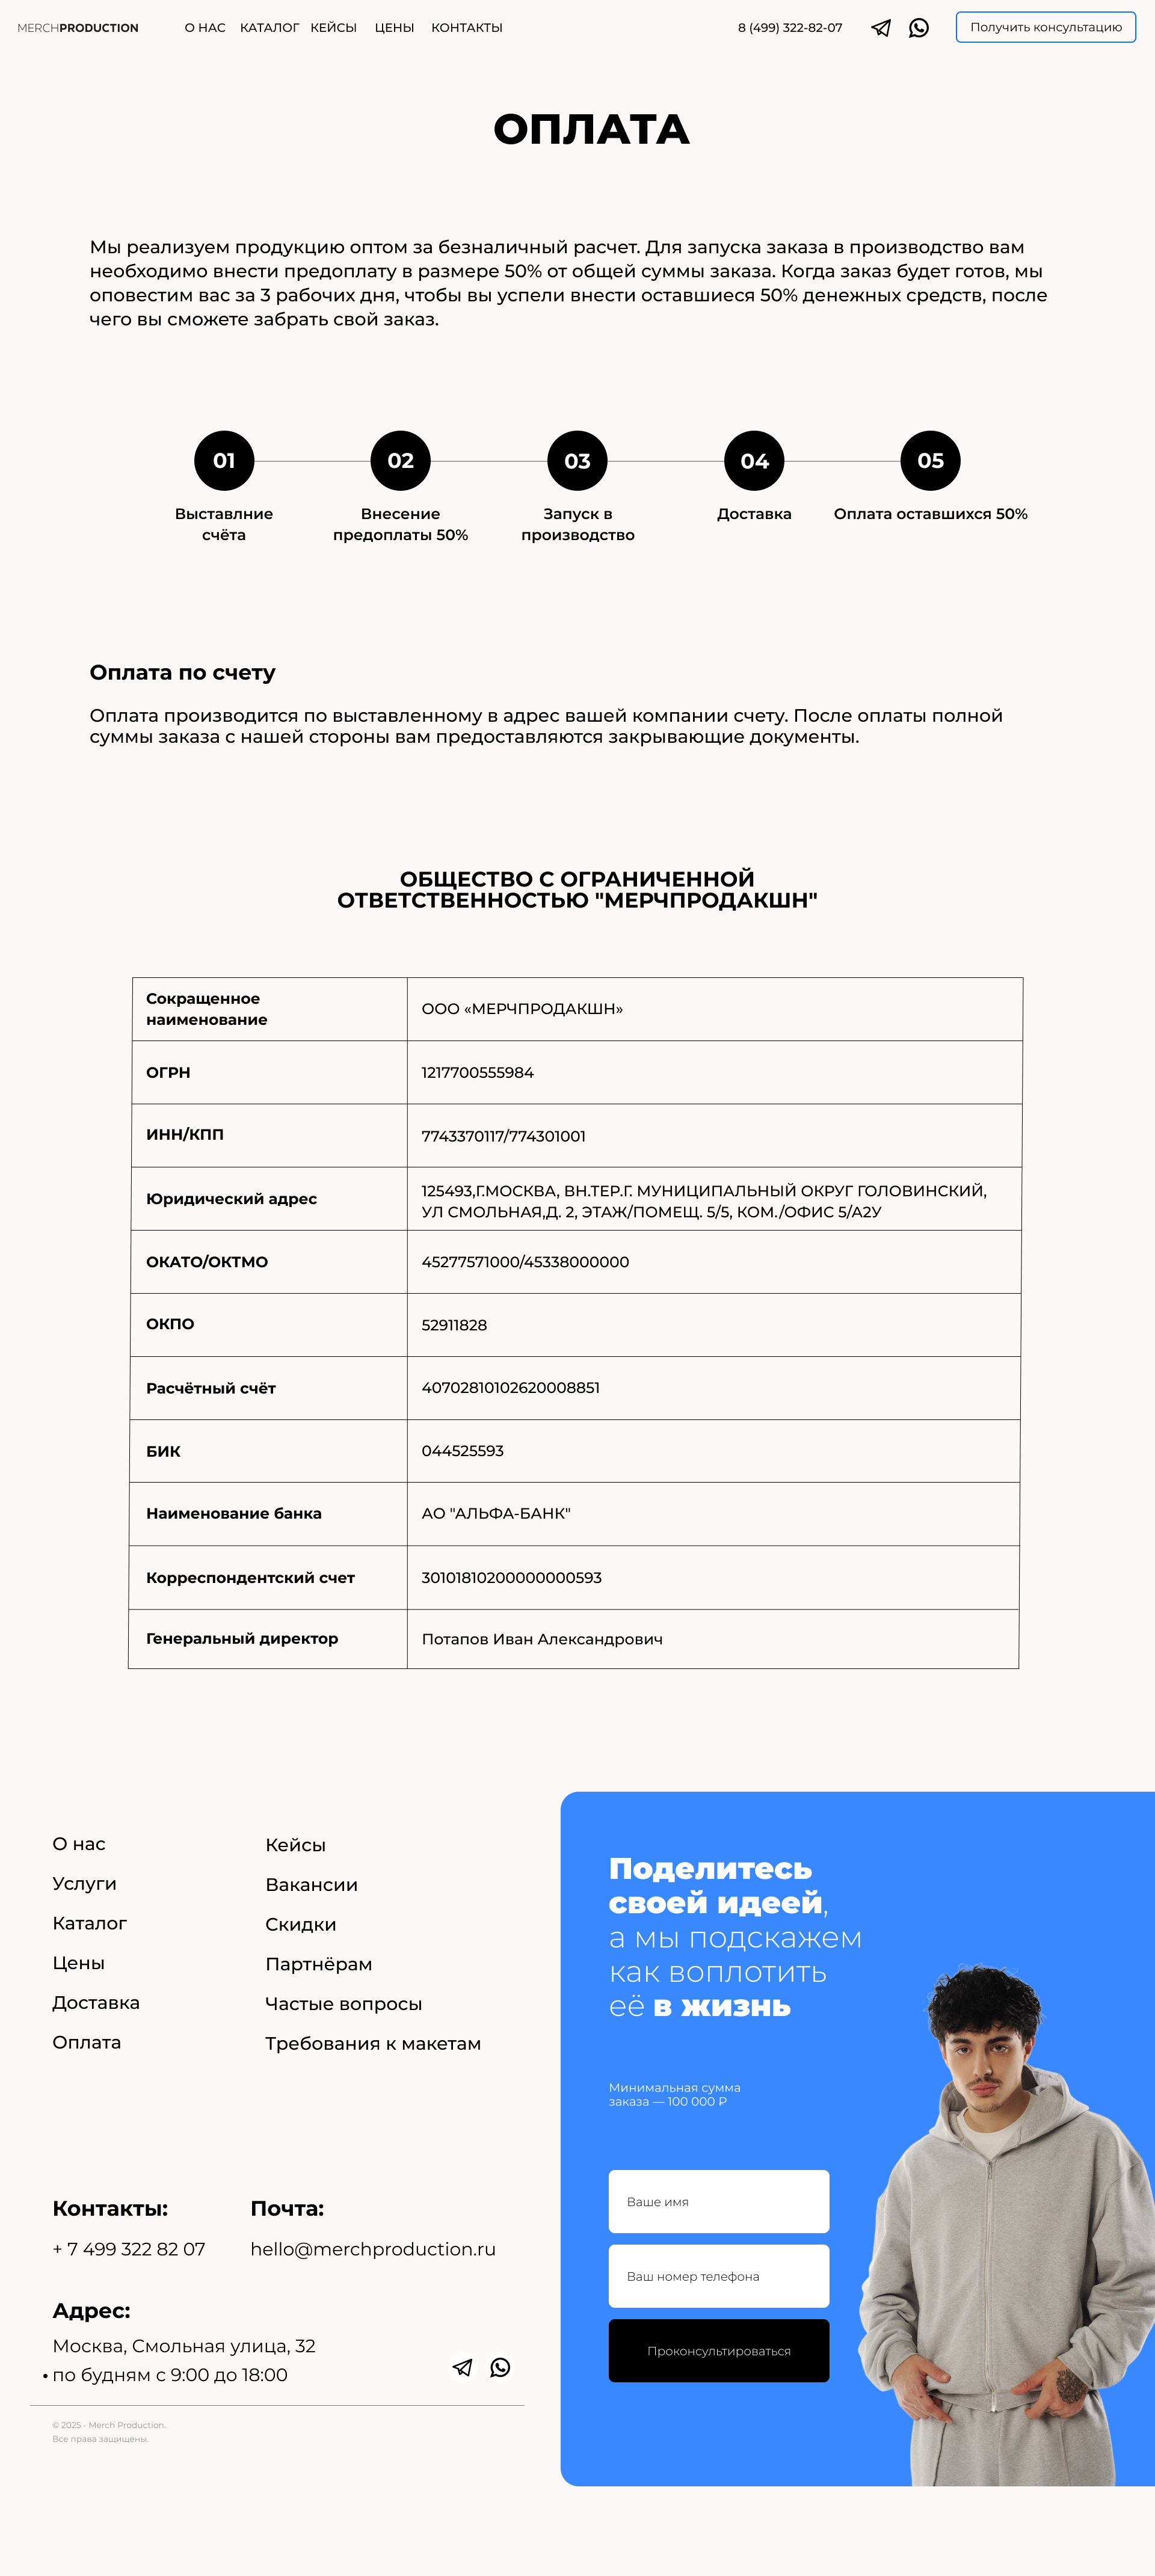 MERCHPRODUCTION
О НАС КАТАЛОГ КЕЙСЫ ЦЕНЫ КОНТАКТЫ
8 (499) 322-82-07
Получить консультацию
ОПЛАТА
Мы реализуем продукцию оптом за безналичный расчет. Для запуска заказа в производство вам
необходимо внести предоплату в размере 50% от общей суммы заказа. Когда заказ будет готов, мы
оповестим вас за 3 рабочих дня, чтобы вы успели внести оставшиеся 50% денежных средств, после
чего вы сможете забрать свой заказ.
01
Выставлние
счёта
02
Внесение
предоплаты 50%
03
Запуск в
производство
04
Доставка
05
Оплата оставшихся 50%
Оплата по счету
Оплата производится по выставленному в адрес вашей компании счету. После оплаты полной
суммы заказа с нашей стороны вам предоставляются закрывающие документы.
ОБЩЕСТВО С ОГРАНИЧЕННОЙ
ОТВЕТСТВЕННОСТЬЮ "МЕРЧПРОДАКШН"
Сокращенное
наименование
ООО «МЕРЧПРОДАКШН»
ОГРН
1217700555984
ИНН/КПП
7743370117/774301001
Юридический адрес
125493,Г.МОСКВА, ВН.ТЕР.Г. МУНИЦИПАЛЬНЫЙ ОКРУГ ГОЛОВИНСКИЙ,
УЛ СМОЛЬНАЯ,Д. 2, ЭТАЖ/ПОМЕЩ. 5/5, КОМ./ОФИС 5/А2У
ОКАТО/ОКТМО
45277571000/45338000000
ОКПО
52911828
Расчётный счёт
40702810102620008851
БИК
044525593
Наименование банка
АО "АЛЬФА-БАНК"
Корреспондентский счет
30101810200000000593
Генеральный директор
Потапов Иван Александрович
О нас
Услуги
Каталог
Цены
Доставка
Оплата
Кейсы
Вакансии
Скидки
Партнёрам
Частые вопросы
Требования к макетам
Контакты:
+ 7 499 322 82 07
Почта:
hello@merchproduction.ru
Адрес:
Москва, Смольная улица, 32
• по будням с 9:00 до 18:00
© 2025 - Merch Production.
Все права защищены.
Поделитесь
своей идеей,
а мы подскажем
как воплотить
её в жизнь
Минимальная сумма
заказа — 100 000 ₽
Ваше имя
Ваш номер телефона
Проконсультироваться